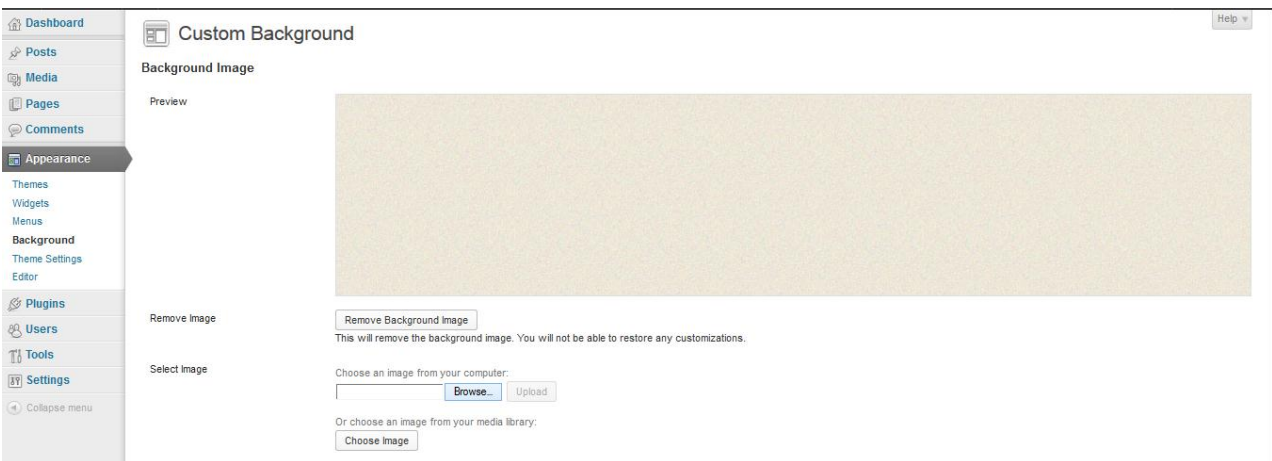 Dashboard
Posts
Media
Pages
Comments
Appearance
Themes
Widgets
Menus
Background
Theme Settings
Editor
Plugins
Users
Tools
Settings
Collapse menu
Help
Custom Background
Background Image
Preview
Remove Image
Remove Background Image
This will remove the background image. You will not be able to restore any customizations.
Select Image
Choose an image from your computer:
Browse... Upload
Or choose an image from your media library:
Choose Image